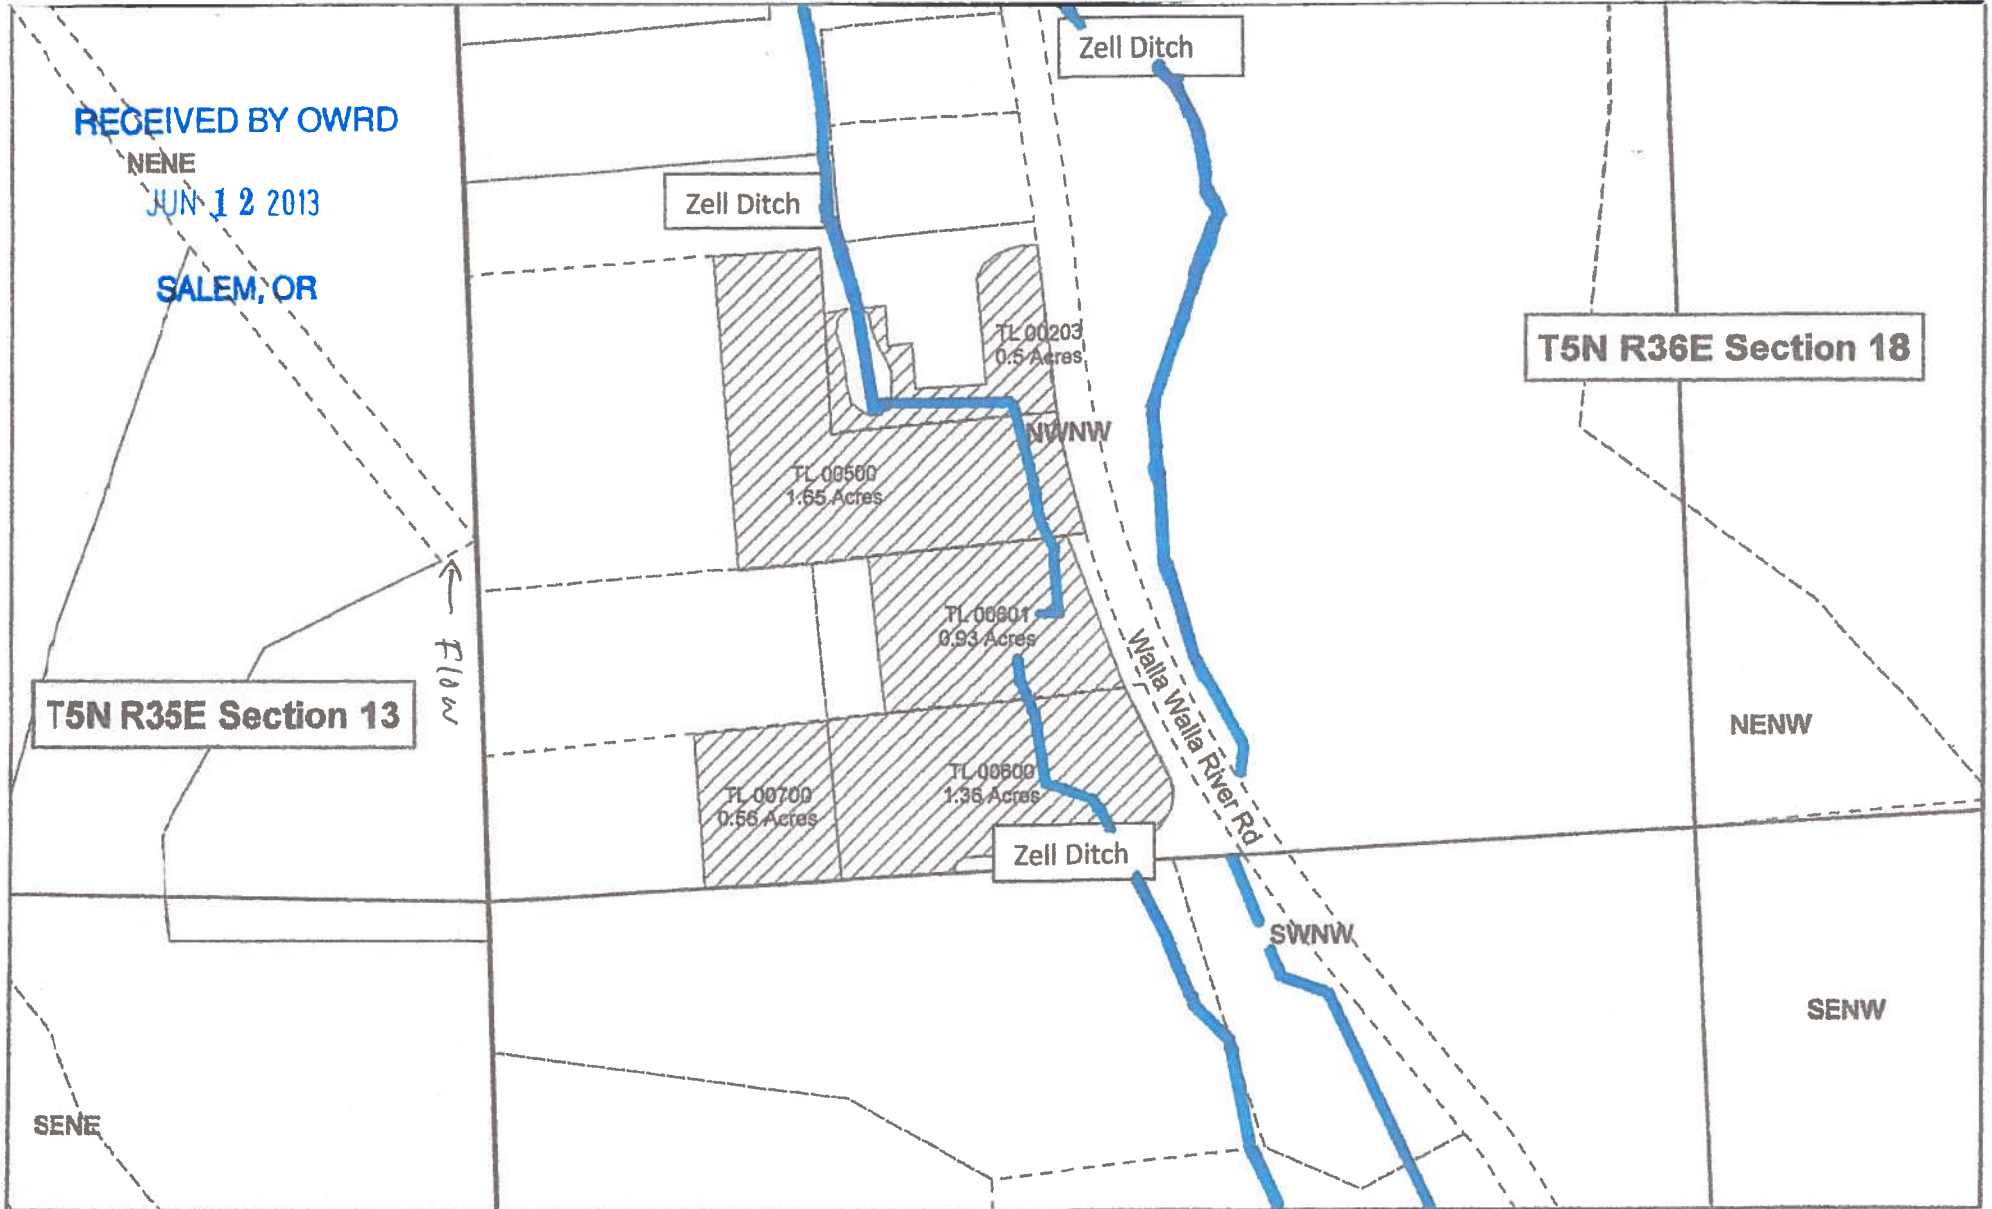 Zell Ditch
RECEIVED BY OWRD
NENE
JUN 12 2013
SALEM, OR
Zell Ditch
TL 00203
0.5 Acres
T5N R36E Section 18
NWNW
TL 00500
1.65 Acres
TL 00601
0.93 Acres
Flow
T5N R35E Section 13
Walla Walla River Rd
NENW
TL 00600
1.36 Acres
TL 00700
0.56 Acres
Zell Ditch
SWNW
SENW
SENE